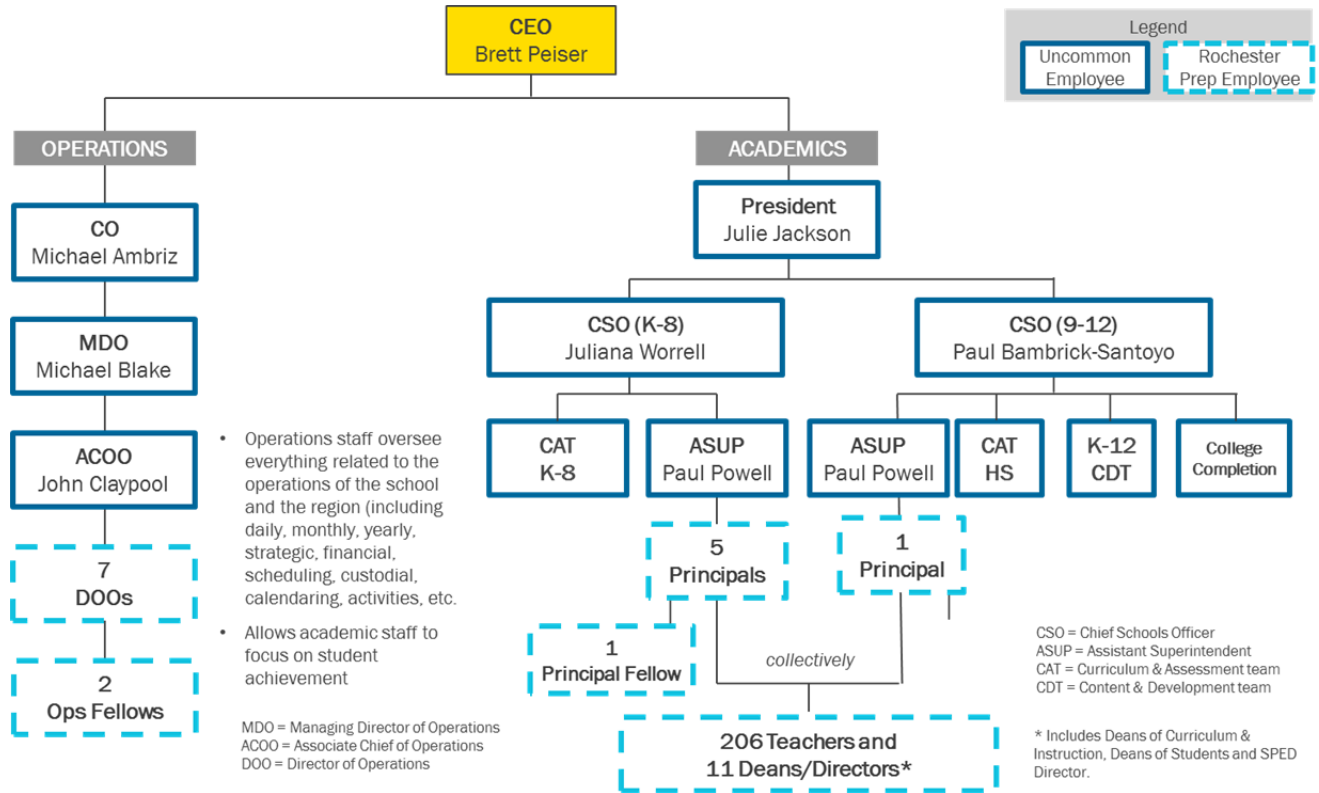 CEO
Brett Peiser
Legend
Uncommon
Employee
Rochester
Prep Employee
OPERATIONS
ACADEMICS
CO
Michael Ambriz
MDO
Michael Blake
ACOO
John Claypool
7
DOOs
2
Ops Fellows
• Operations staff oversee
everything related to the
operations of the school
and the region (including
daily, monthly, yearly,
strategic, financial,
scheduling, custodial,
calendaring, activities, etc.
• Allows academic staff to
focus on student
achievement
MDO = Managing Director of Operations
ACOO = Associate Chief of Operations
DOO = Director of Operations
President
Julie Jackson
CSO (K-8)
Juliana Worrell
CSO (9-12)
Paul Bambrick-Santoyo
CAT
K-8
ASUP
Paul Powell
ASUP
Paul Powell
CAT
HS
K-12
CDT
College
Completion
5
Principals
1
Principal
1
Principal Fellow
collectively
206 Teachers and
11 Deans/Directors*
CSO = Chief Schools Officer
ASUP = Assistant Superintendent
CAT = Curriculum & Assessment team
CDT = Content & Development team
* Includes Deans of Curriculum &
Instruction, Deans of Students and SPED
Director.